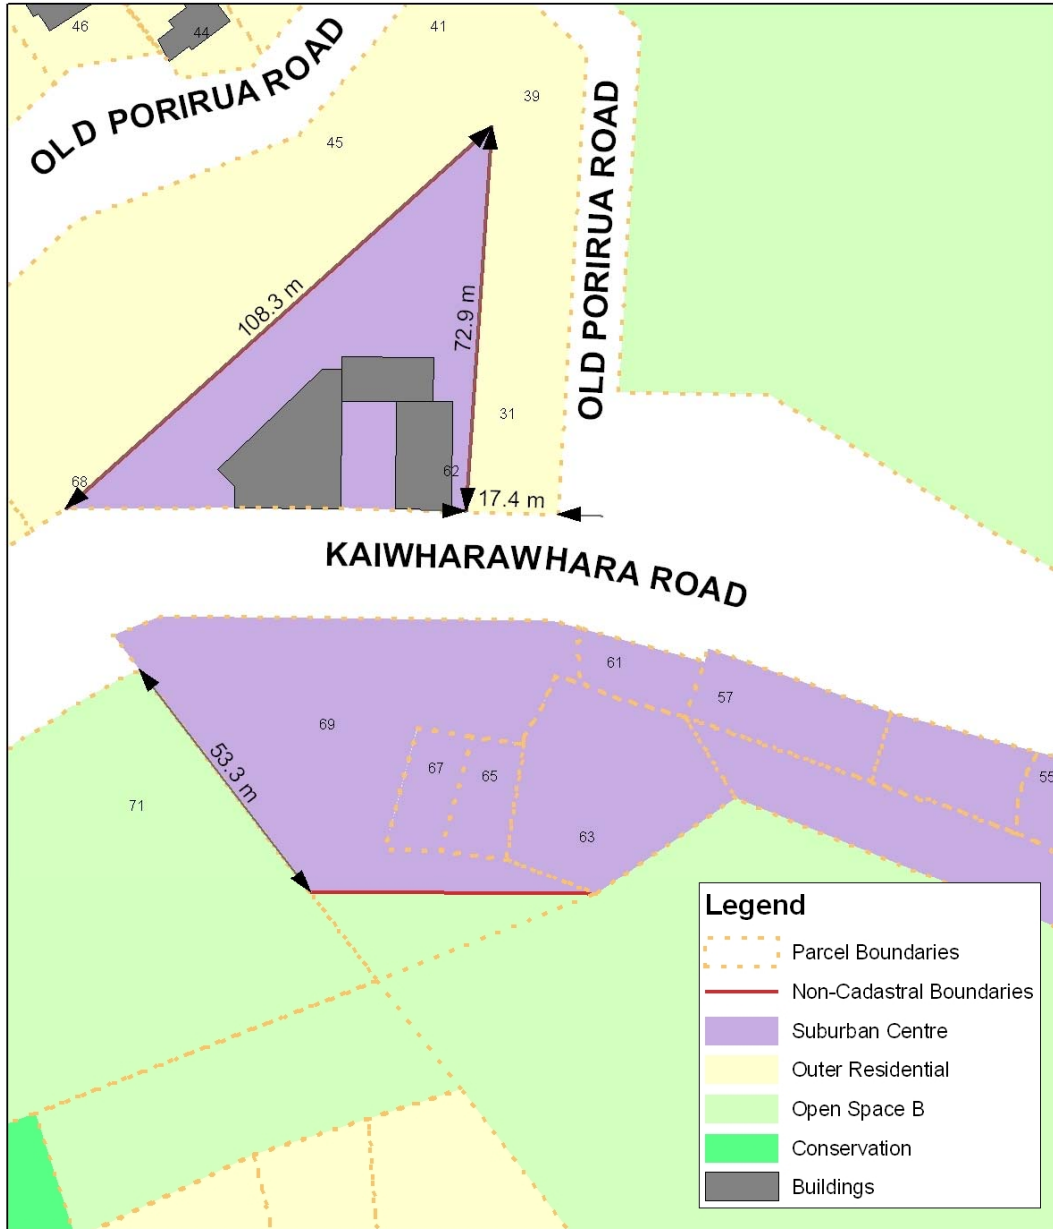 46
44
41
OLD PORIRUA ROAD
39
45
OLD PORIRUA ROAD
108.3 m
72.9 m
31
68
62
17.4 m
KAIWHARAWHARA ROAD
61
57
69
67
65
55
53.3 m
71
63
Legend
Parcel Boundaries
Non-Cadastral Boundaries
Suburban Centre
Outer Residential
Open Space B
Conservation
Buildings